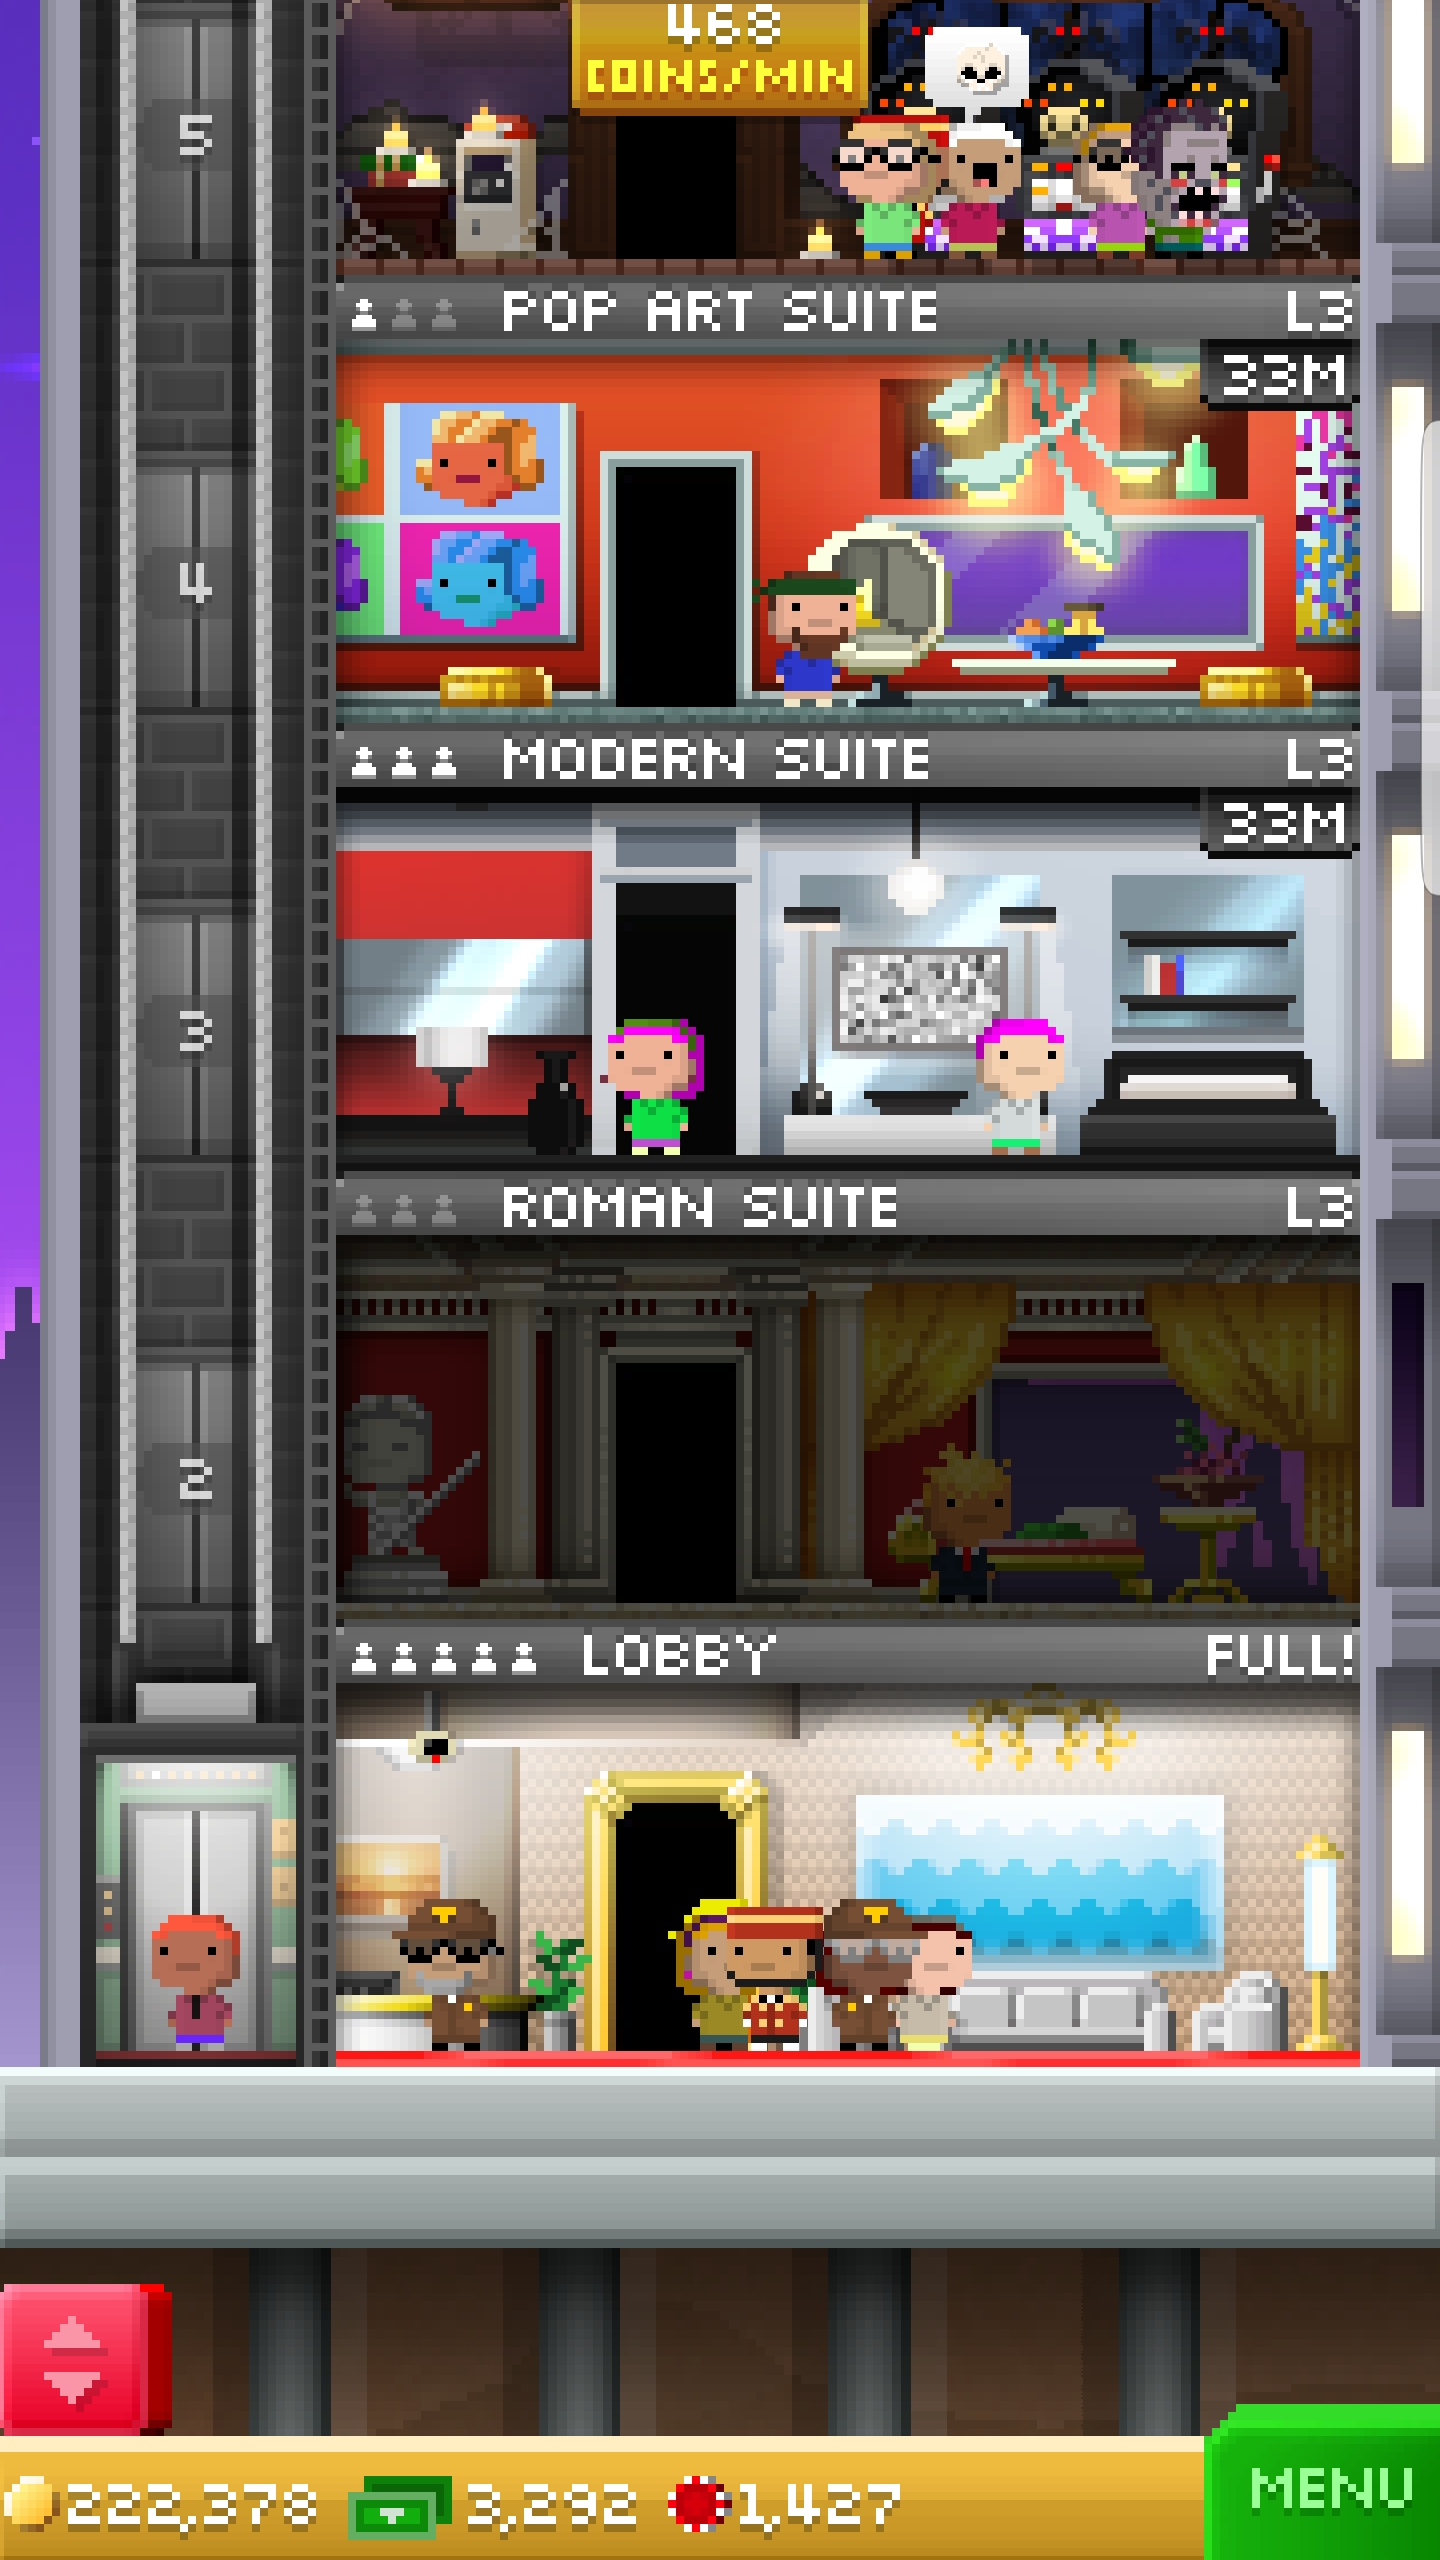 468
COINS/MIN
5
POP ART SUITE L3
33M
4
MODERN SUITE L3
33M
3
ROMAN SUITE L3
2
LOBBY FULL!
222,378 3,292 1,427
MENU